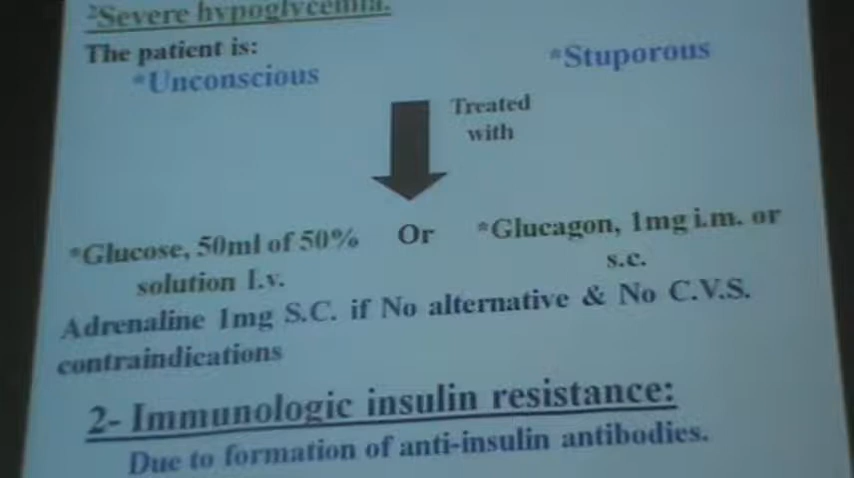 ²Severe hypoglycemia.
The patient is:
*Unconscious *Stuporous
Treated
with
*Glucose, 50ml of 50% Or *Glucagon, 1mg i.m. or
solution I.v. s.c.
Adrenaline 1mg S.C. if No alternative & No C.V.S.
contraindications
2- Immunologic insulin resistance:
Due to formation of anti-insulin antibodies.